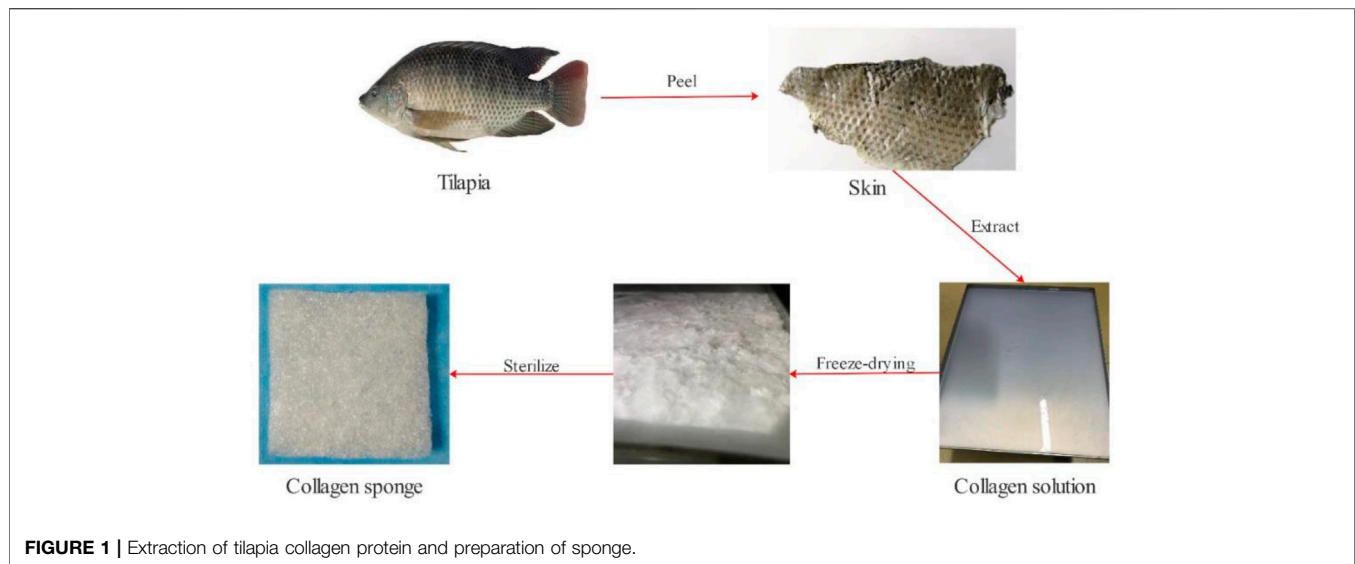 Peel
Tilapia
Skin
Extract
Sterilize
Freeze-drying
Collagen sponge
Collagen solution
FIGURE 1 | Extraction of tilapia collagen protein and preparation of sponge.